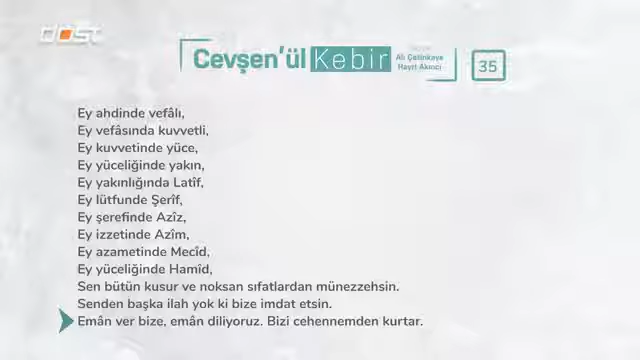 dost
Cevşen'ül Kebir
Ali Çetinkaya
Hayri Akıncı
35
Ey ahdinde vefâlı,
Ey vefâsında kuvvetli,
Ey kuvvetinde yüce,
Ey yüceliğinde yakın,
Ey yakınlığında Latîf,
Ey lütfunde Şerîf,
Ey şerefinde Azîz,
Ey izzetinde Azîm,
Ey azametinde Mecîd,
Ey yüceliğinde Hamîd,
Sen bütün kusur ve noksan sıfatlardan münezzehsin.
Senden başka ilah yok ki bize imdat etsin.
Emân ver bize, emân diliyoruz. Bizi cehennemden kurtar.